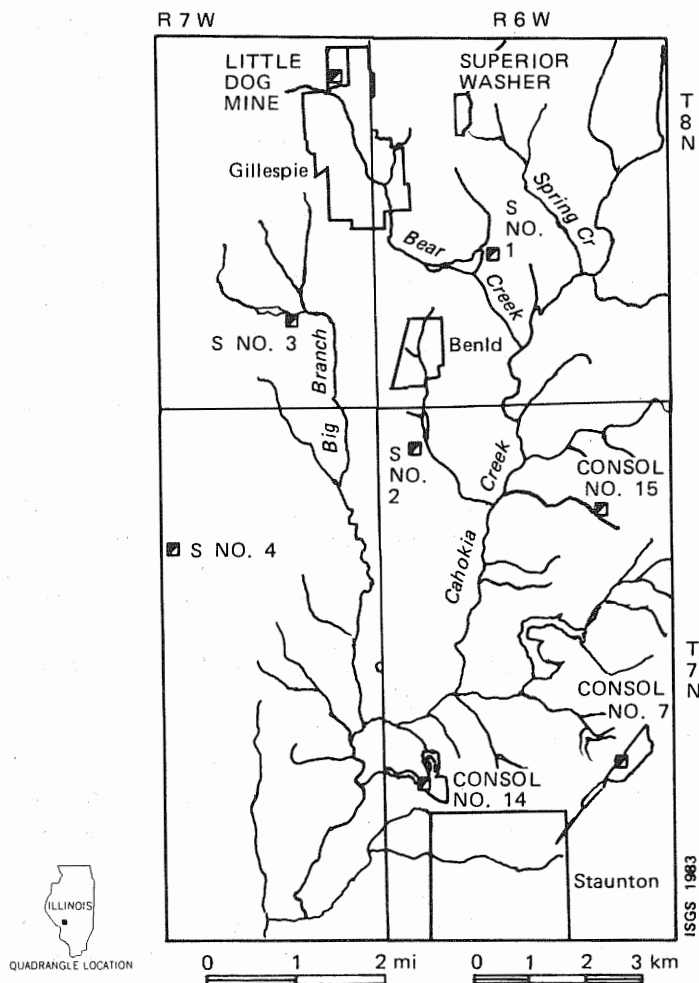 R 7 W
R 6 W
LITTLE
DOG
MINE
SUPERIOR
WASHER
T
8
N
Gillespie
Spring Cr
S
NO.
1
Bear
Creek
S NO. 3
Branch
Benld
Big
S
NO.
2
Creek
CONSOL
NO. 15
S NO. 4
Cahokia
T
7
N
CONSOL
NO. 7
CONSOL
NO. 14
Staunton
ISGS 1983
ILLINOIS
QUADRANGLE LOCATION
0 1 2 mi
0 1 2 3 km